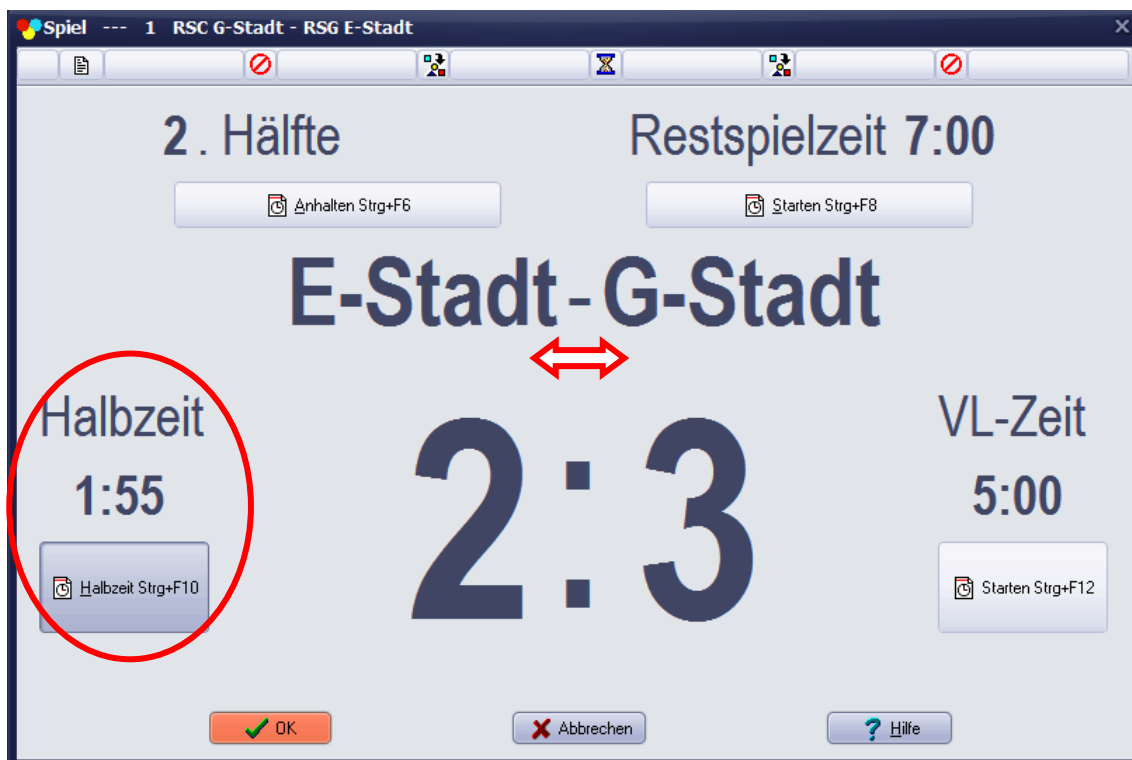 Spiel --- 1 RSC G-Stadt - RSG E-Stadt
2. Hälfte
Restspielzeit 7:00
Anhalten Strg+F6
Starten Strg+F8
E-Stadt - G-Stadt
Halbzeit
1:55
Halbzeit Strg+F10
2:3
VL-Zeit
5:00
Starten Strg+F12
OK
Abbrechen
? Hilfe